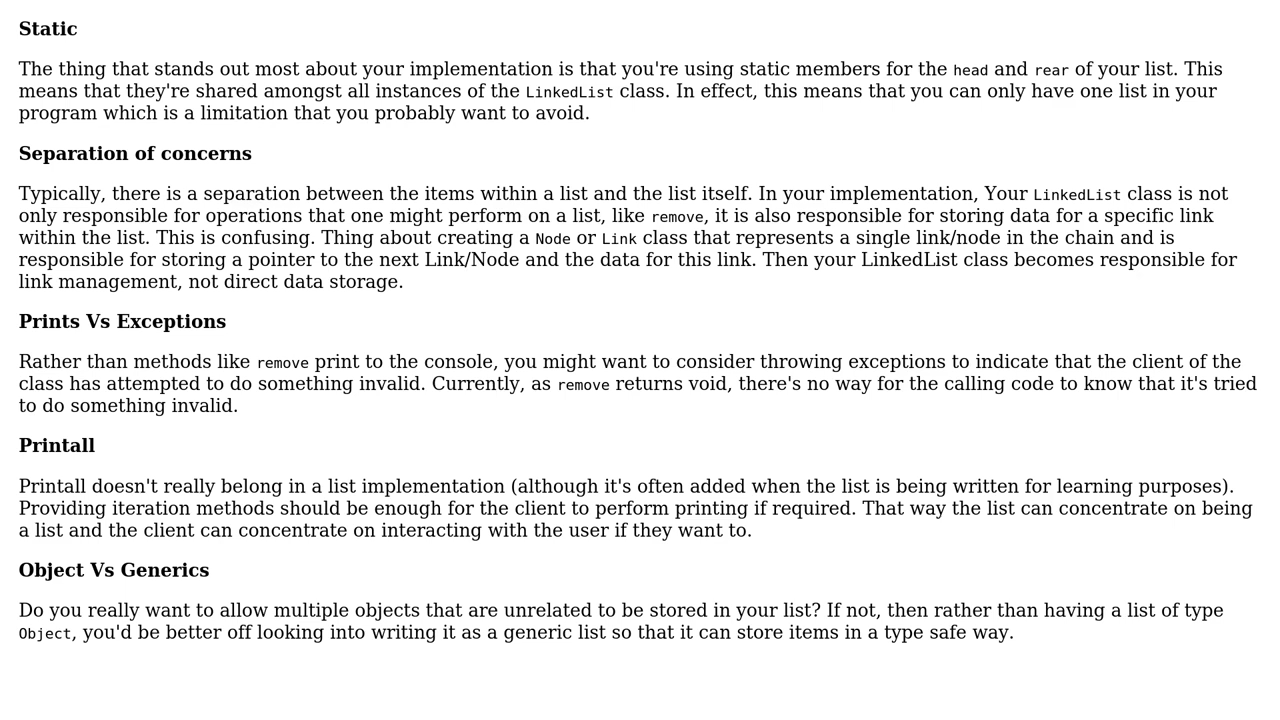 Static
The thing that stands out most about your implementation is that you're using static members for the head and rear of your list. This
means that they're shared amongst all instances of the LinkedList class. In effect, this means that you can only have one list in your
program which is a limitation that you probably want to avoid.
Separation of concerns
Typically, there is a separation between the items within a list and the list itself. In your implementation, Your LinkedList class is not
only responsible for operations that one might perform on a list, like remove, it is also responsible for storing data for a specific link
within the list. This is confusing. Thing about creating a Node or Link class that represents a single link/node in the chain and is
responsible for storing a pointer to the next Link/Node and the data for this link. Then your LinkedList class becomes responsible for
link management, not direct data storage.
Prints Vs Exceptions
Rather than methods like remove print to the console, you might want to consider throwing exceptions to indicate that the client of the
class has attempted to do something invalid. Currently, as remove returns void, there's no way for the calling code to know that it's tried
to do something invalid.
Printall
Printall doesn't really belong in a list implementation (although it's often added when the list is being written for learning purposes).
Providing iteration methods should be enough for the client to perform printing if required. That way the list can concentrate on being
a list and the client can concentrate on interacting with the user if they want to.
Object Vs Generics
Do you really want to allow multiple objects that are unrelated to be stored in your list? If not, then rather than having a list of type
Object, you'd be better off looking into writing it as a generic list so that it can store items in a type safe way.